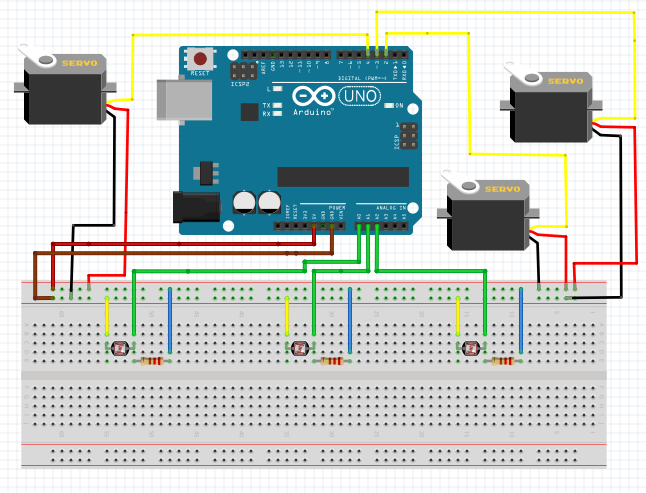 SERVO
RESET
ICSP2
AREF
GND
13
12
~11
~10
~9
8
7
~6
~5
4
~3
2
TX→1
RX←0
DIGITAL (PWM=~)
L
TX
RX
UNO
Arduino™
ON
ICSP
1
SERVO
SERVO
POWER
ANALOG IN
IOREF
RESET
3V3
5V
GND
GND
VIN
A0
A1
A2
A3
A4
A5